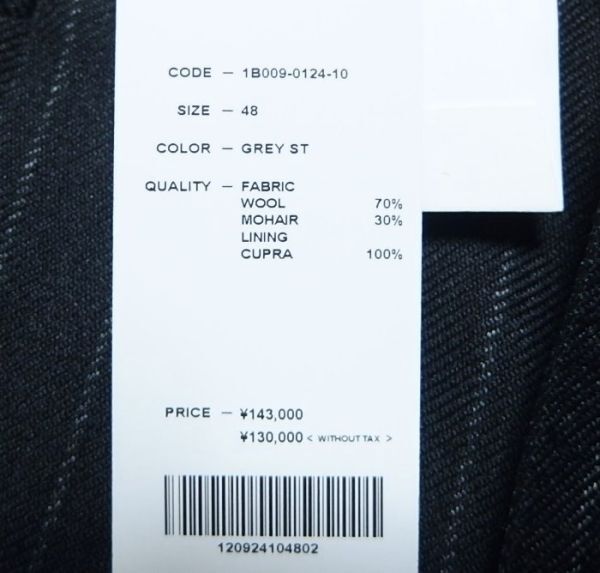 CODE – 1B009-0124-10
SIZE – 48
COLOR – GREY ST
QUALITY – FABRIC
WOOL 70%
MOHAIR 30%
LINING
CUPRA 100%
PRICE – ¥143,000
¥130,000 < WITHOUT TAX >
120924104802